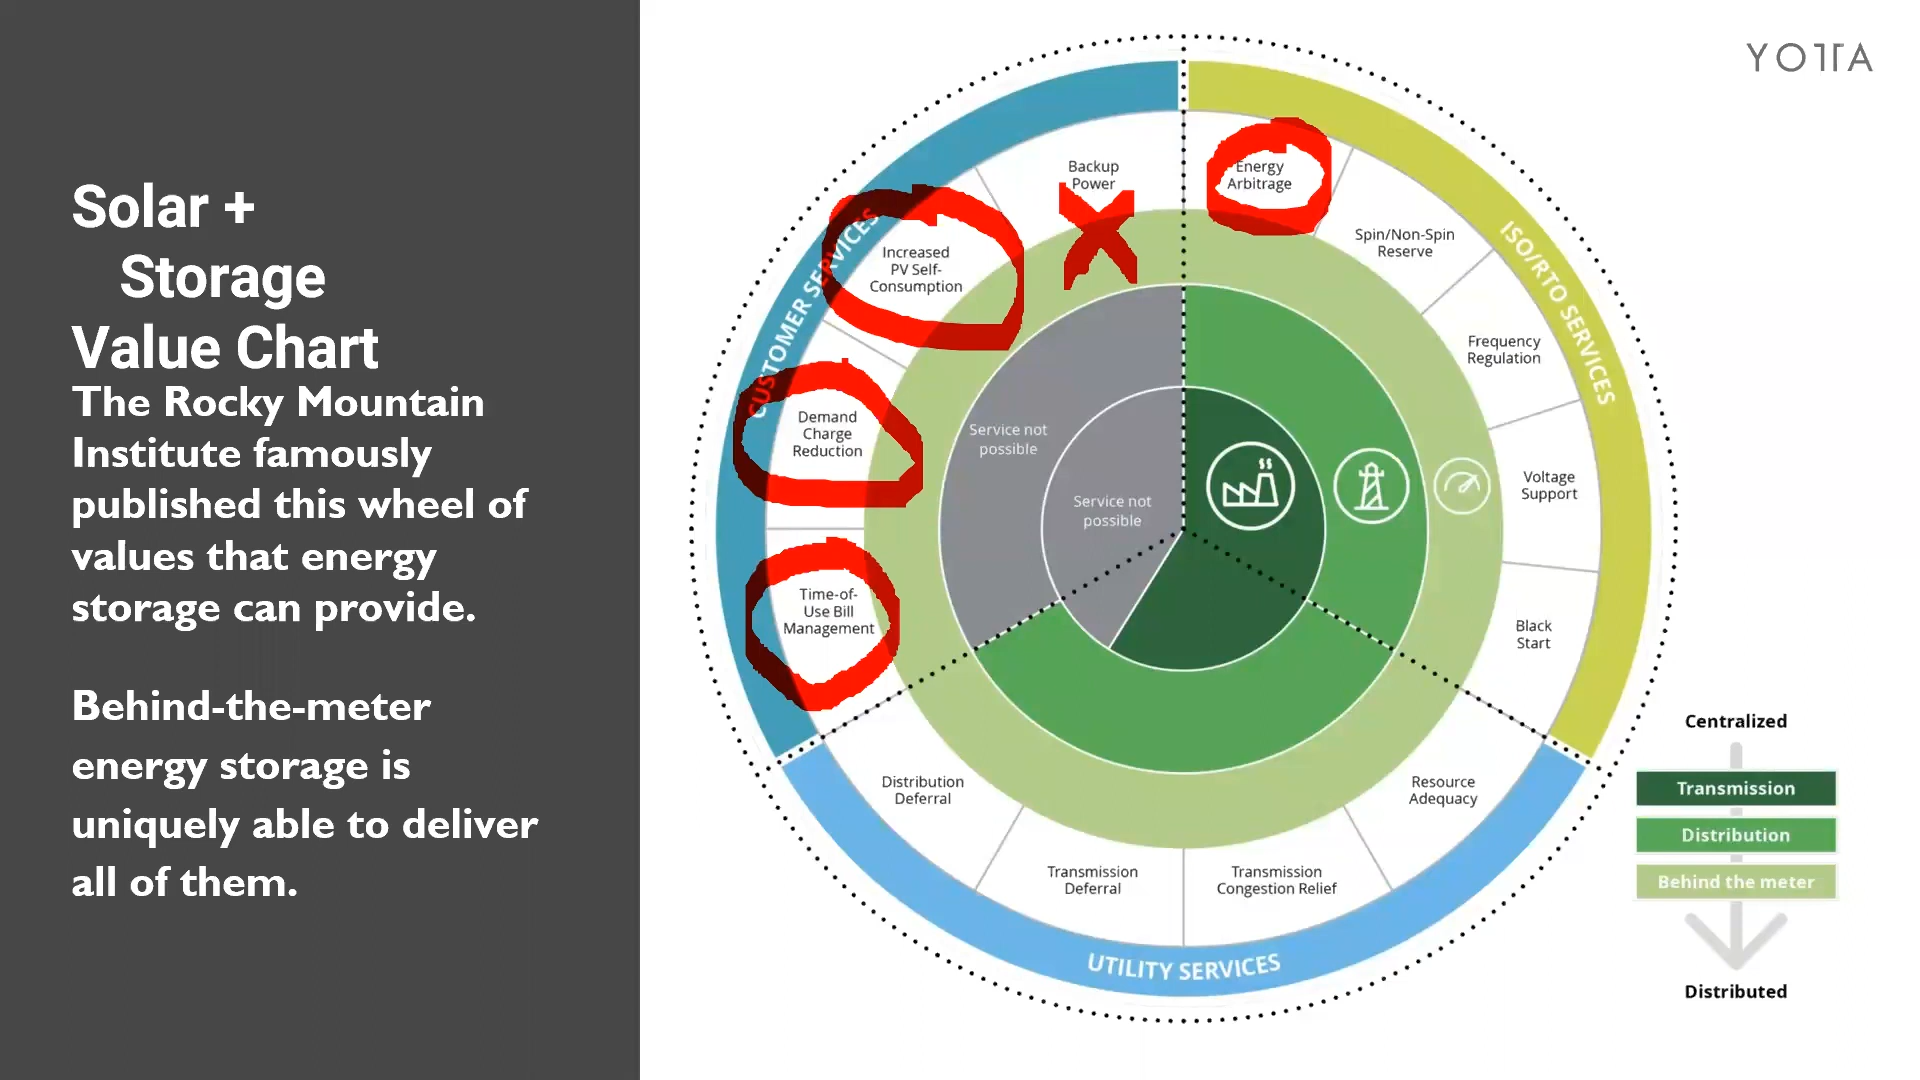 YOTTA
Solar +
Storage
Value Chart
The Rocky Mountain
Institute famously
published this wheel of
values that energy
storage can provide.
Behind-the-meter
energy storage is
uniquely able to deliver
all of them.
CUSTOMER SERVICES
Backup
Power
Increased
PV Self-
Consumption
Demand
Charge
Reduction
Time-of-
Use Bill
Management
ISO/RTO SERVICES
Energy
Arbitrage
Spin/Non-Spin
Reserve
Frequency
Regulation
Voltage
Support
Black
Start
Service not
possible
Service not
possible
Distribution
Deferral
Transmission
Deferral
Transmission
Congestion Relief
Resource
Adequacy
UTILITY SERVICES
Centralized
Transmission
Distribution
Behind the meter
Distributed